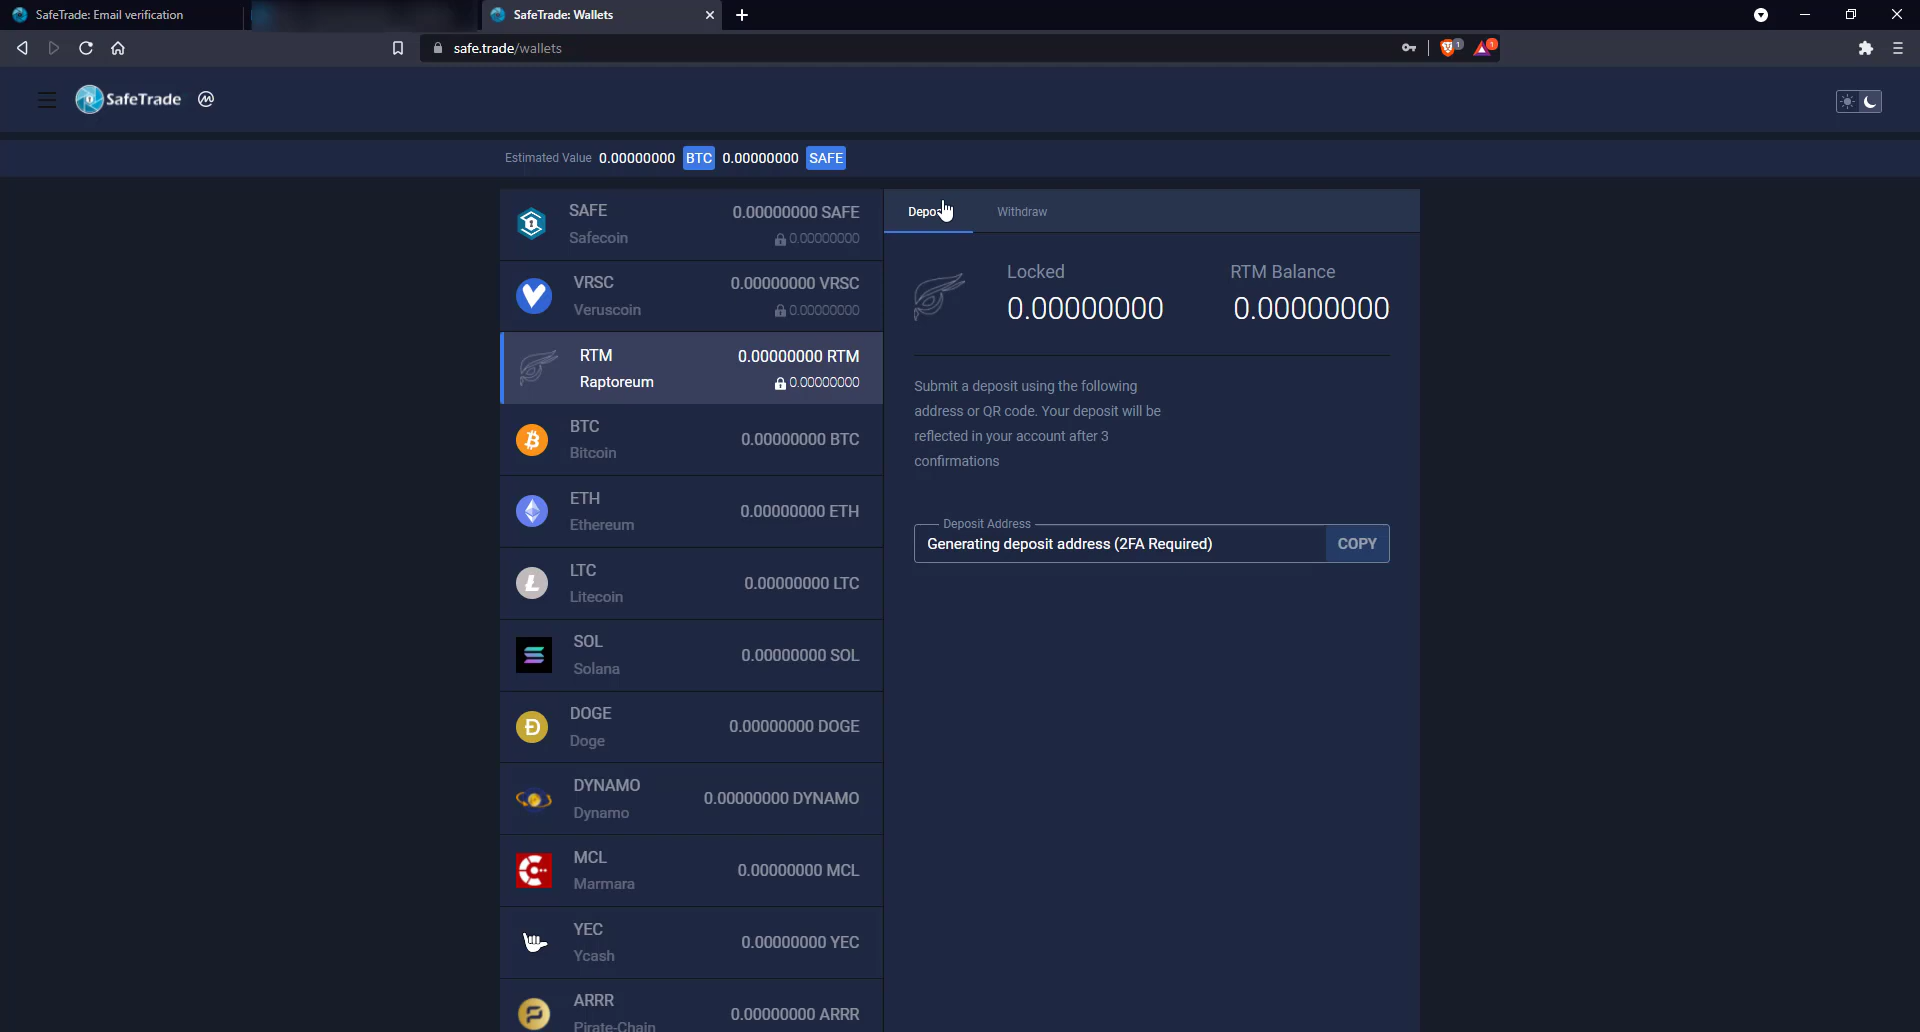 SafeTrade: Email verification
SafeTrade: Wallets
safe.trade/wallets
1
1
SafeTrade
Estimated Value 0.00000000 BTC 0.00000000 SAFE
SAFE
0.00000000 SAFE
Safecoin
0.00000000
VRSC
0.00000000 VRSC
Veruscoin
0.00000000
RTM
0.00000000 RTM
Raptoreum
0.00000000
BTC
0.00000000 BTC
Bitcoin
ETH
0.00000000 ETH
Ethereum
LTC
0.00000000 LTC
Litecoin
SOL
0.00000000 SOL
Solana
DOGE
0.00000000 DOGE
Doge
DYNAMO
0.00000000 DYNAMO
Dynamo
MCL
0.00000000 MCL
Marmara
YEC
0.00000000 YEC
Ycash
ARRR
0.00000000 ARRR
Pirate-Chain
Deposit
Withdraw
Locked
RTM Balance
0.00000000
0.00000000
Submit a deposit using the following
address or QR code. Your deposit will be
reflected in your account after 3
confirmations
Deposit Address
Generating deposit address (2FA Required)
COPY